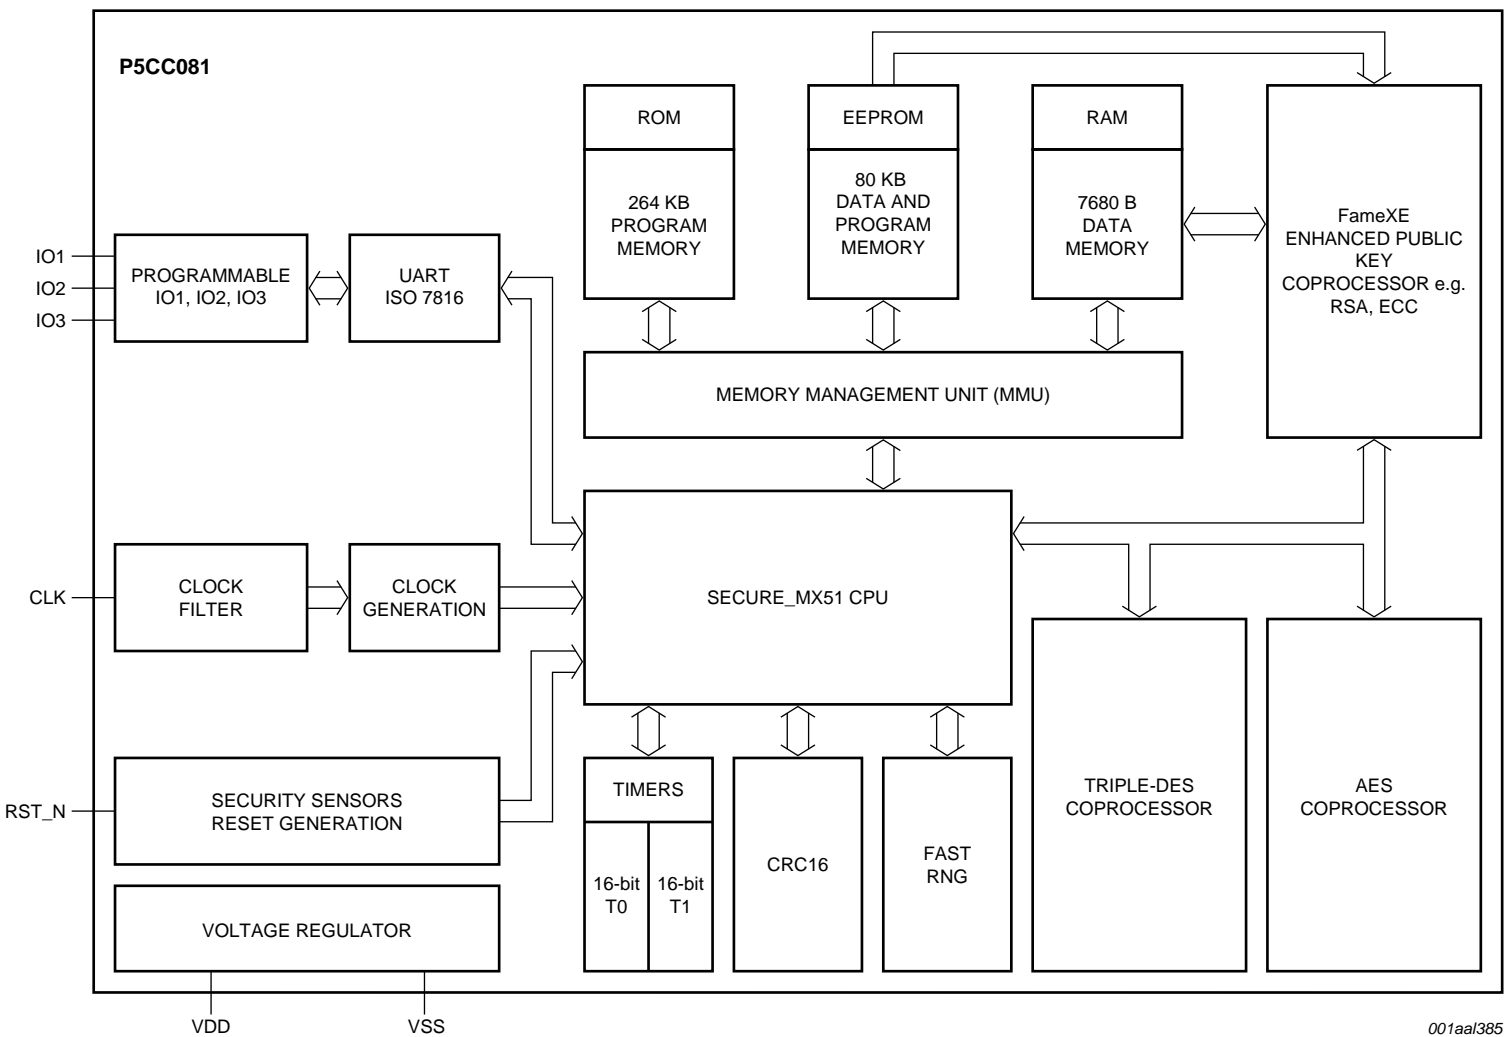 P5CC081
ROM
264 KB
PROGRAM
MEMORY
EEPROM
80 KB
DATA AND
PROGRAM
MEMORY
RAM
7680 B
DATA
MEMORY
FameXE
ENHANCED PUBLIC
KEY
COPROCESSOR e.g.
RSA, ECC
IO1
IO2
IO3
PROGRAMMABLE
IO1, IO2, IO3
UART
ISO 7816
MEMORY MANAGEMENT UNIT (MMU)
CLK
CLOCK
FILTER
CLOCK
GENERATION
SECURE_MX51 CPU
RST_N
SECURITY SENSORS
RESET GENERATION
TIMERS
16-bit
T0
16-bit
T1
CRC16
FAST
RNG
TRIPLE-DES
COPROCESSOR
AES
COPROCESSOR
VOLTAGE REGULATOR
VDD
VSS
001aal385